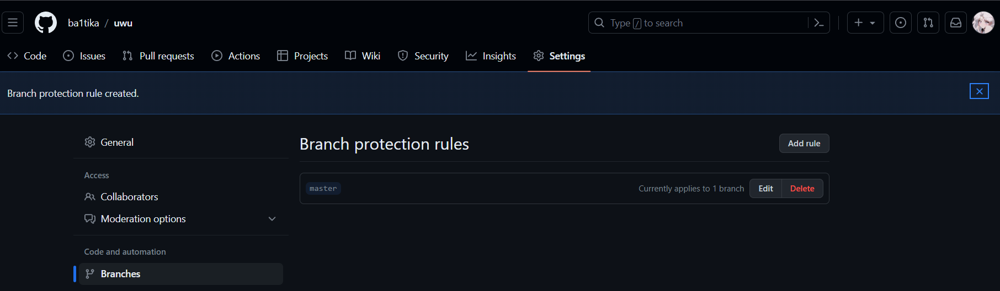 ba1tika / uwu
Type / to search
Code Issues Pull requests Actions Projects Wiki Security Insights Settings
Branch protection rule created.
General
Access
Collaborators
Moderation options
Code and automation
Branches
Branch protection rules
Add rule
master
Currently applies to 1 branch
Edit
Delete